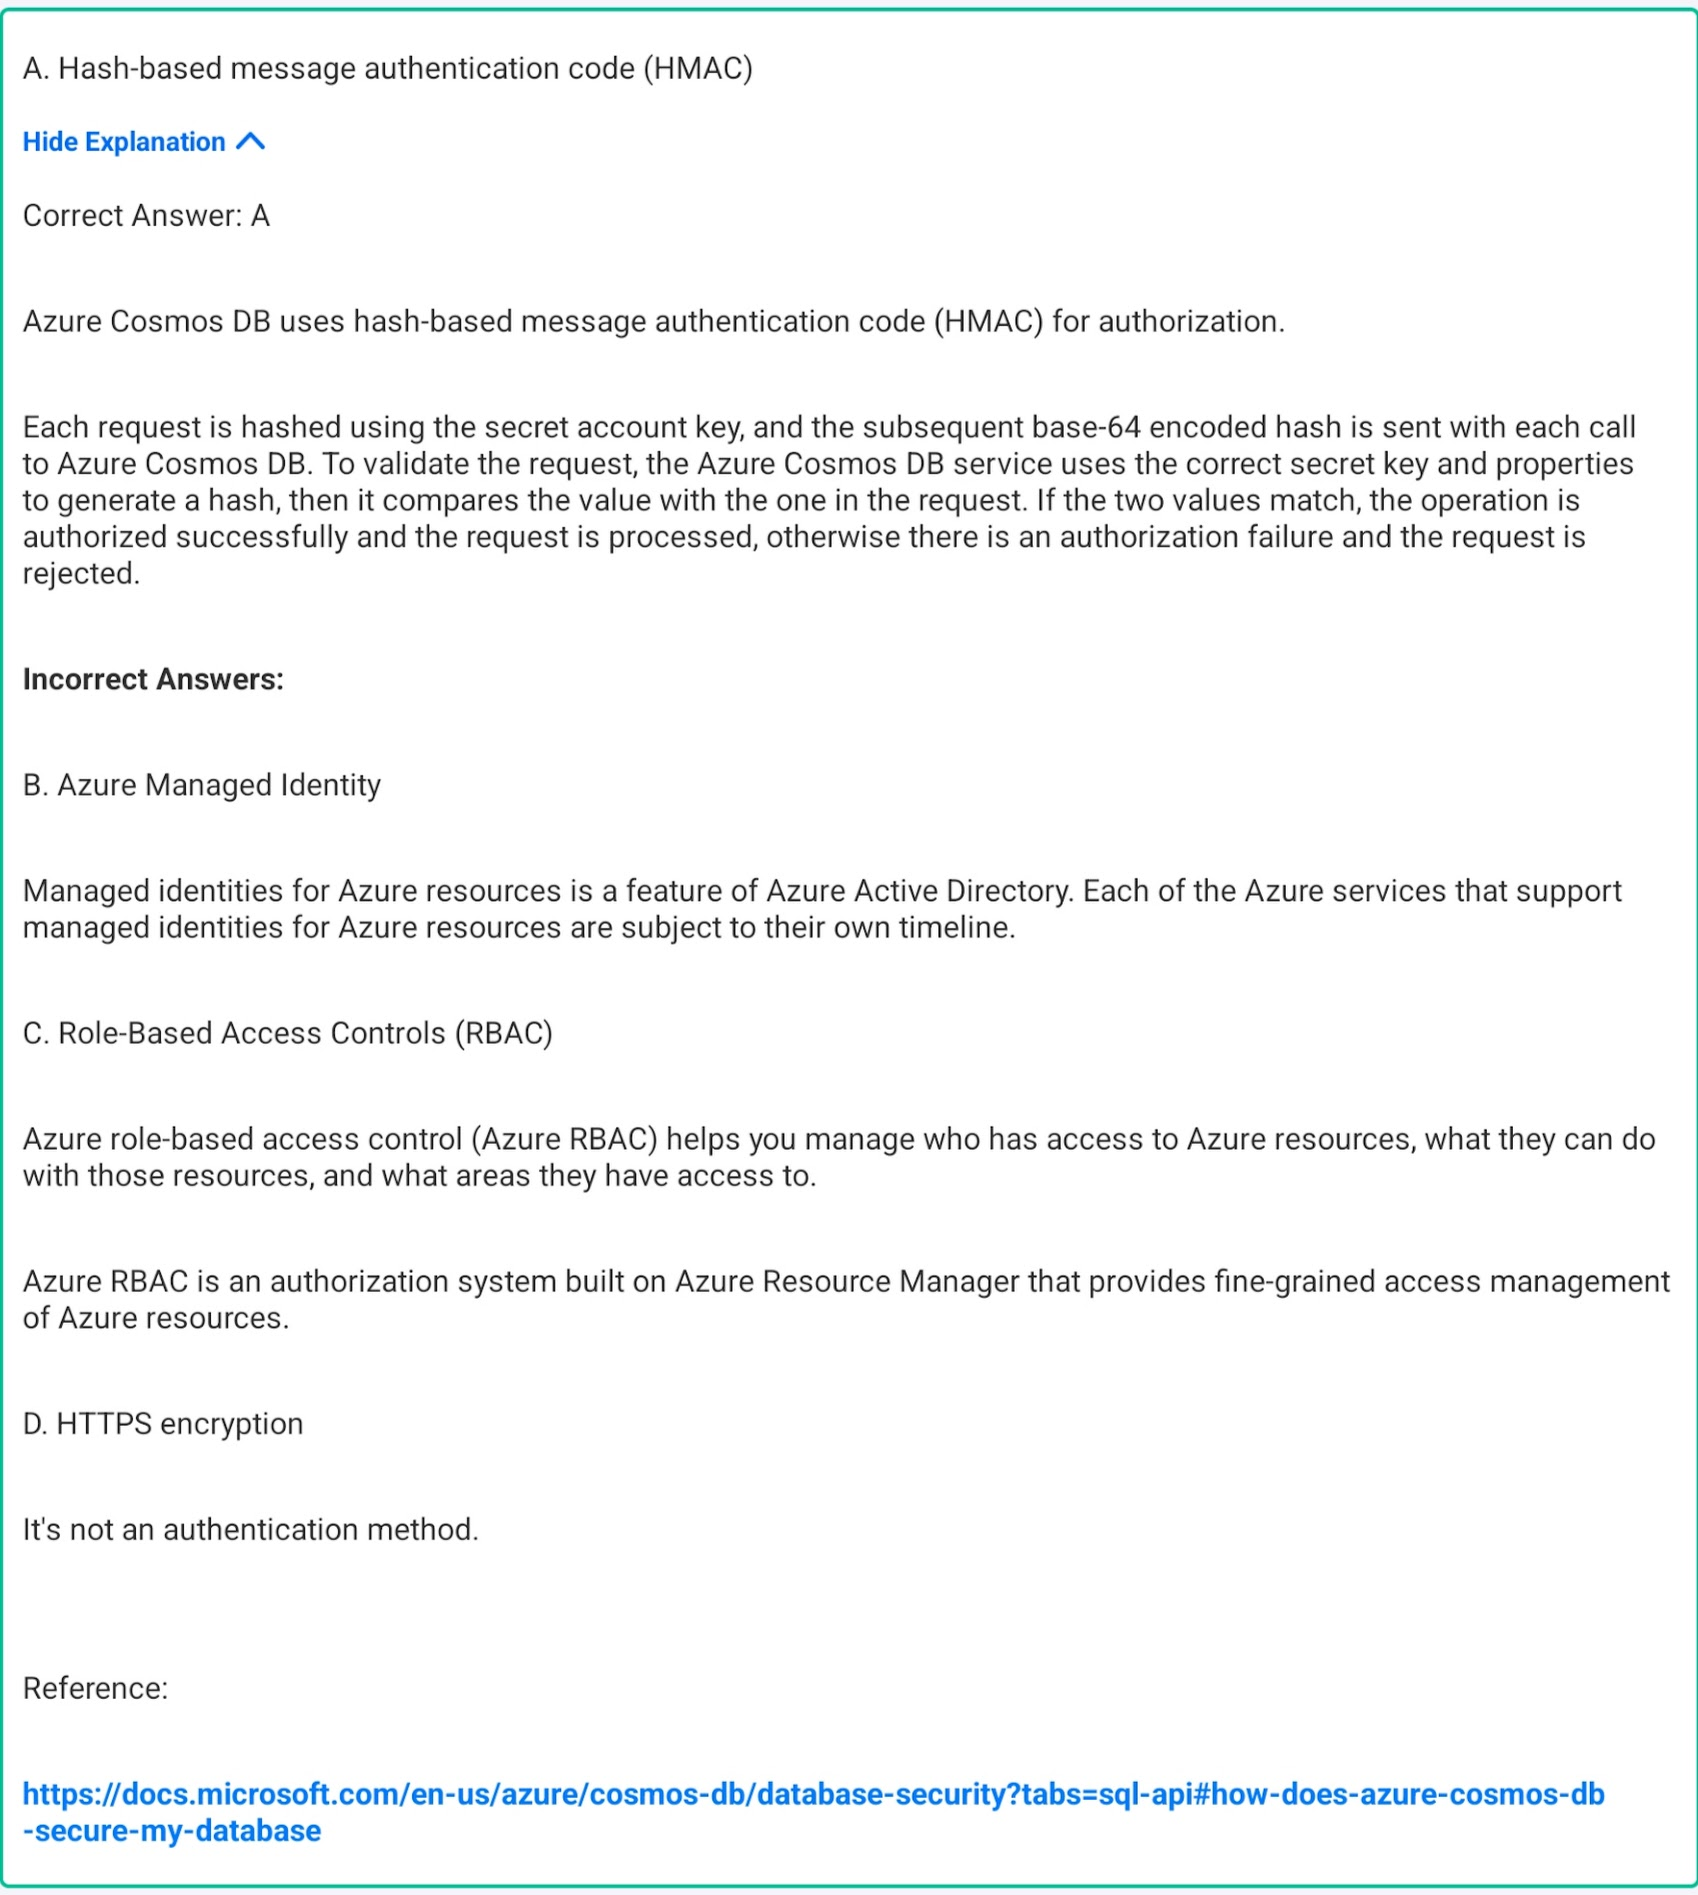 A. Hash-based message authentication code (HMAC)
Hide Explanation
Correct Answer: A
Azure Cosmos DB uses hash-based message authentication code (HMAC) for authorization.
Each request is hashed using the secret account key, and the subsequent base-64 encoded hash is sent with each call
to Azure Cosmos DB. To validate the request, the Azure Cosmos DB service uses the correct secret key and properties
to generate a hash, then it compares the value with the one in the request. If the two values match, the operation is
authorized successfully and the request is processed, otherwise there is an authorization failure and the request is
rejected.
Incorrect Answers:
B. Azure Managed Identity
Managed identities for Azure resources is a feature of Azure Active Directory. Each of the Azure services that support
managed identities for Azure resources are subject to their own timeline.
C. Role-Based Access Controls (RBAC)
Azure role-based access control (Azure RBAC) helps you manage who has access to Azure resources, what they can do
with those resources, and what areas they have access to.
Azure RBAC is an authorization system built on Azure Resource Manager that provides fine-grained access management
of Azure resources.
D. HTTPS encryption
It's not an authentication method.
Reference:
https://docs.microsoft.com/en-us/azure/cosmos-db/database-security?tabs=sql-api#how-does-azure-cosmos-db
-secure-my-database